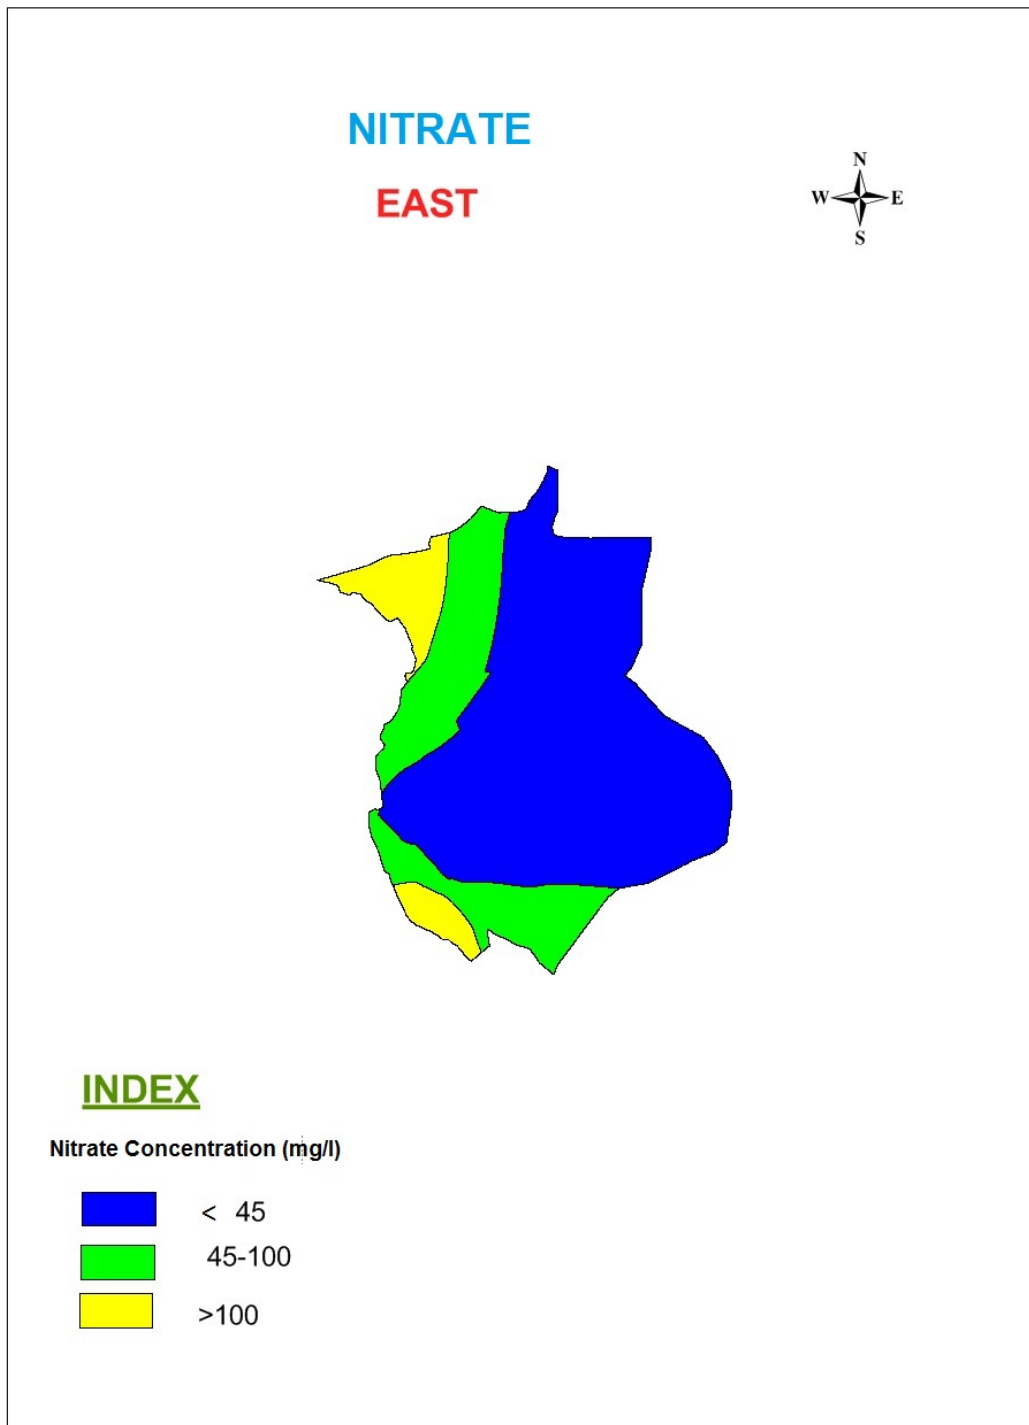 NITRATE
EAST
N
W E
S
INDEX
Nitrate Concentration (mg/l)
< 45
45-100
>100